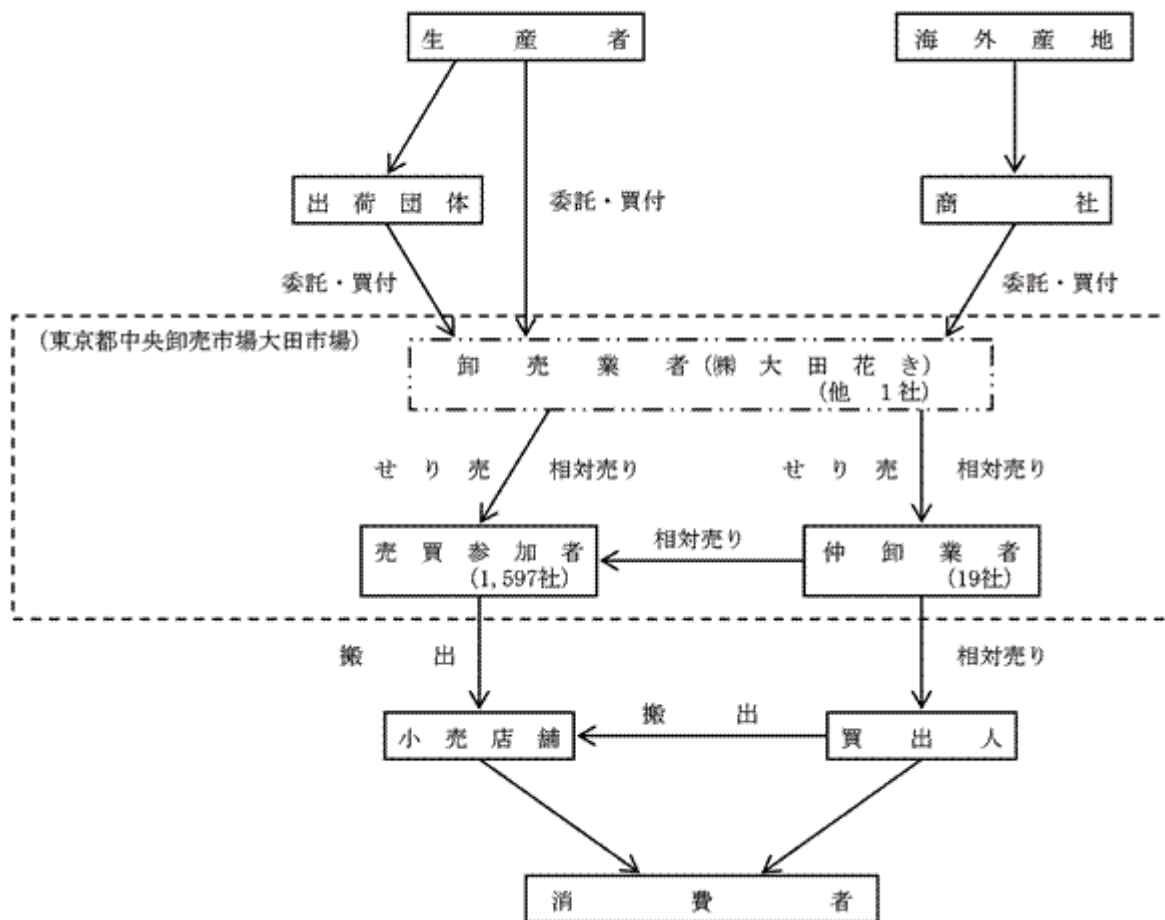 生産者
海外産地
出荷団体
委託・買付
商社
委託・買付
委託・買付
(東京都中央卸売市場大田市場)
卸売業者(㈱大田花き)
(他 1社)
せり売 相対売り
せり売 相対売り
売買参加者
(1,597社)
相対売り
仲卸業者
(19社)
搬出
相対売り
小売店舗
搬出
買出人
消費者